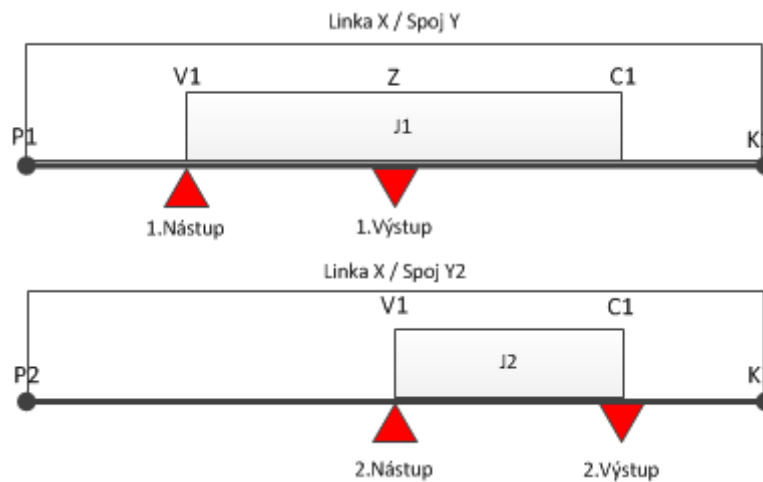 Linka X / Spoj Y
V1 Z C1
J1
P1
1.Nástup 1.Výstup
Linka X / Spoj Y2
V1 C1
J2
P2 K
2.Nástup 2.Výstup